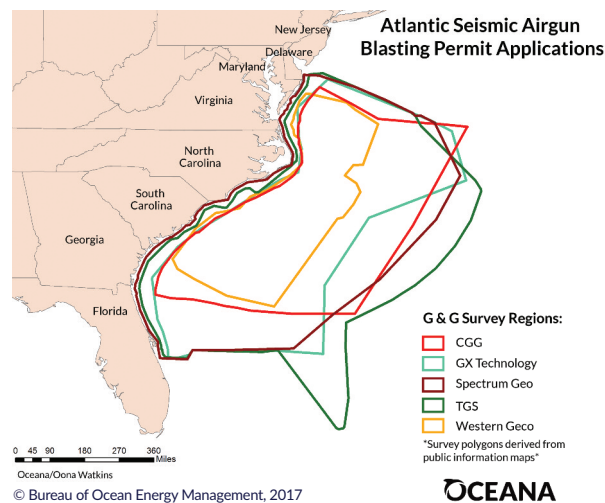 Atlantic Seismic Airgun
Blasting Permit Applications
New Jersey
Delaware
Maryland
Virginia
North
Carolina
South
Carolina
Georgia
Florida
G & G Survey Regions:
CGG
GX Technology
Spectrum Geo
TGS
Western Geco
*Survey polygons derived from
public information maps*
0 45 90 180 270 360
Miles
Oceana/Oona Watkins
© Bureau of Ocean Energy Management, 2017
OCEANA